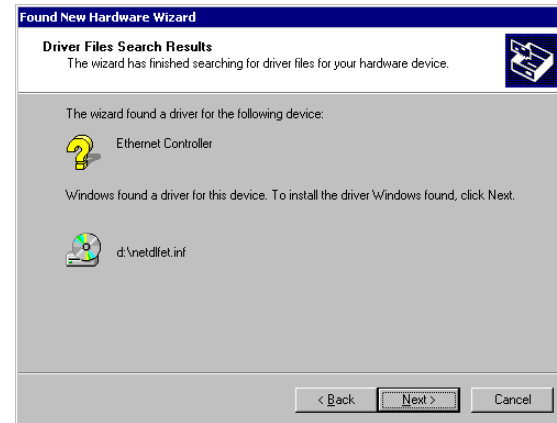 Found New Hardware Wizard
Driver Files Search Results
The wizard has finished searching for driver files for your hardware device.
The wizard found a driver for the following device:
Ethernet Controller
Windows found a driver for this device. To install the driver Windows found, click Next.
d:\netdlfet.inf
< Back Next > Cancel